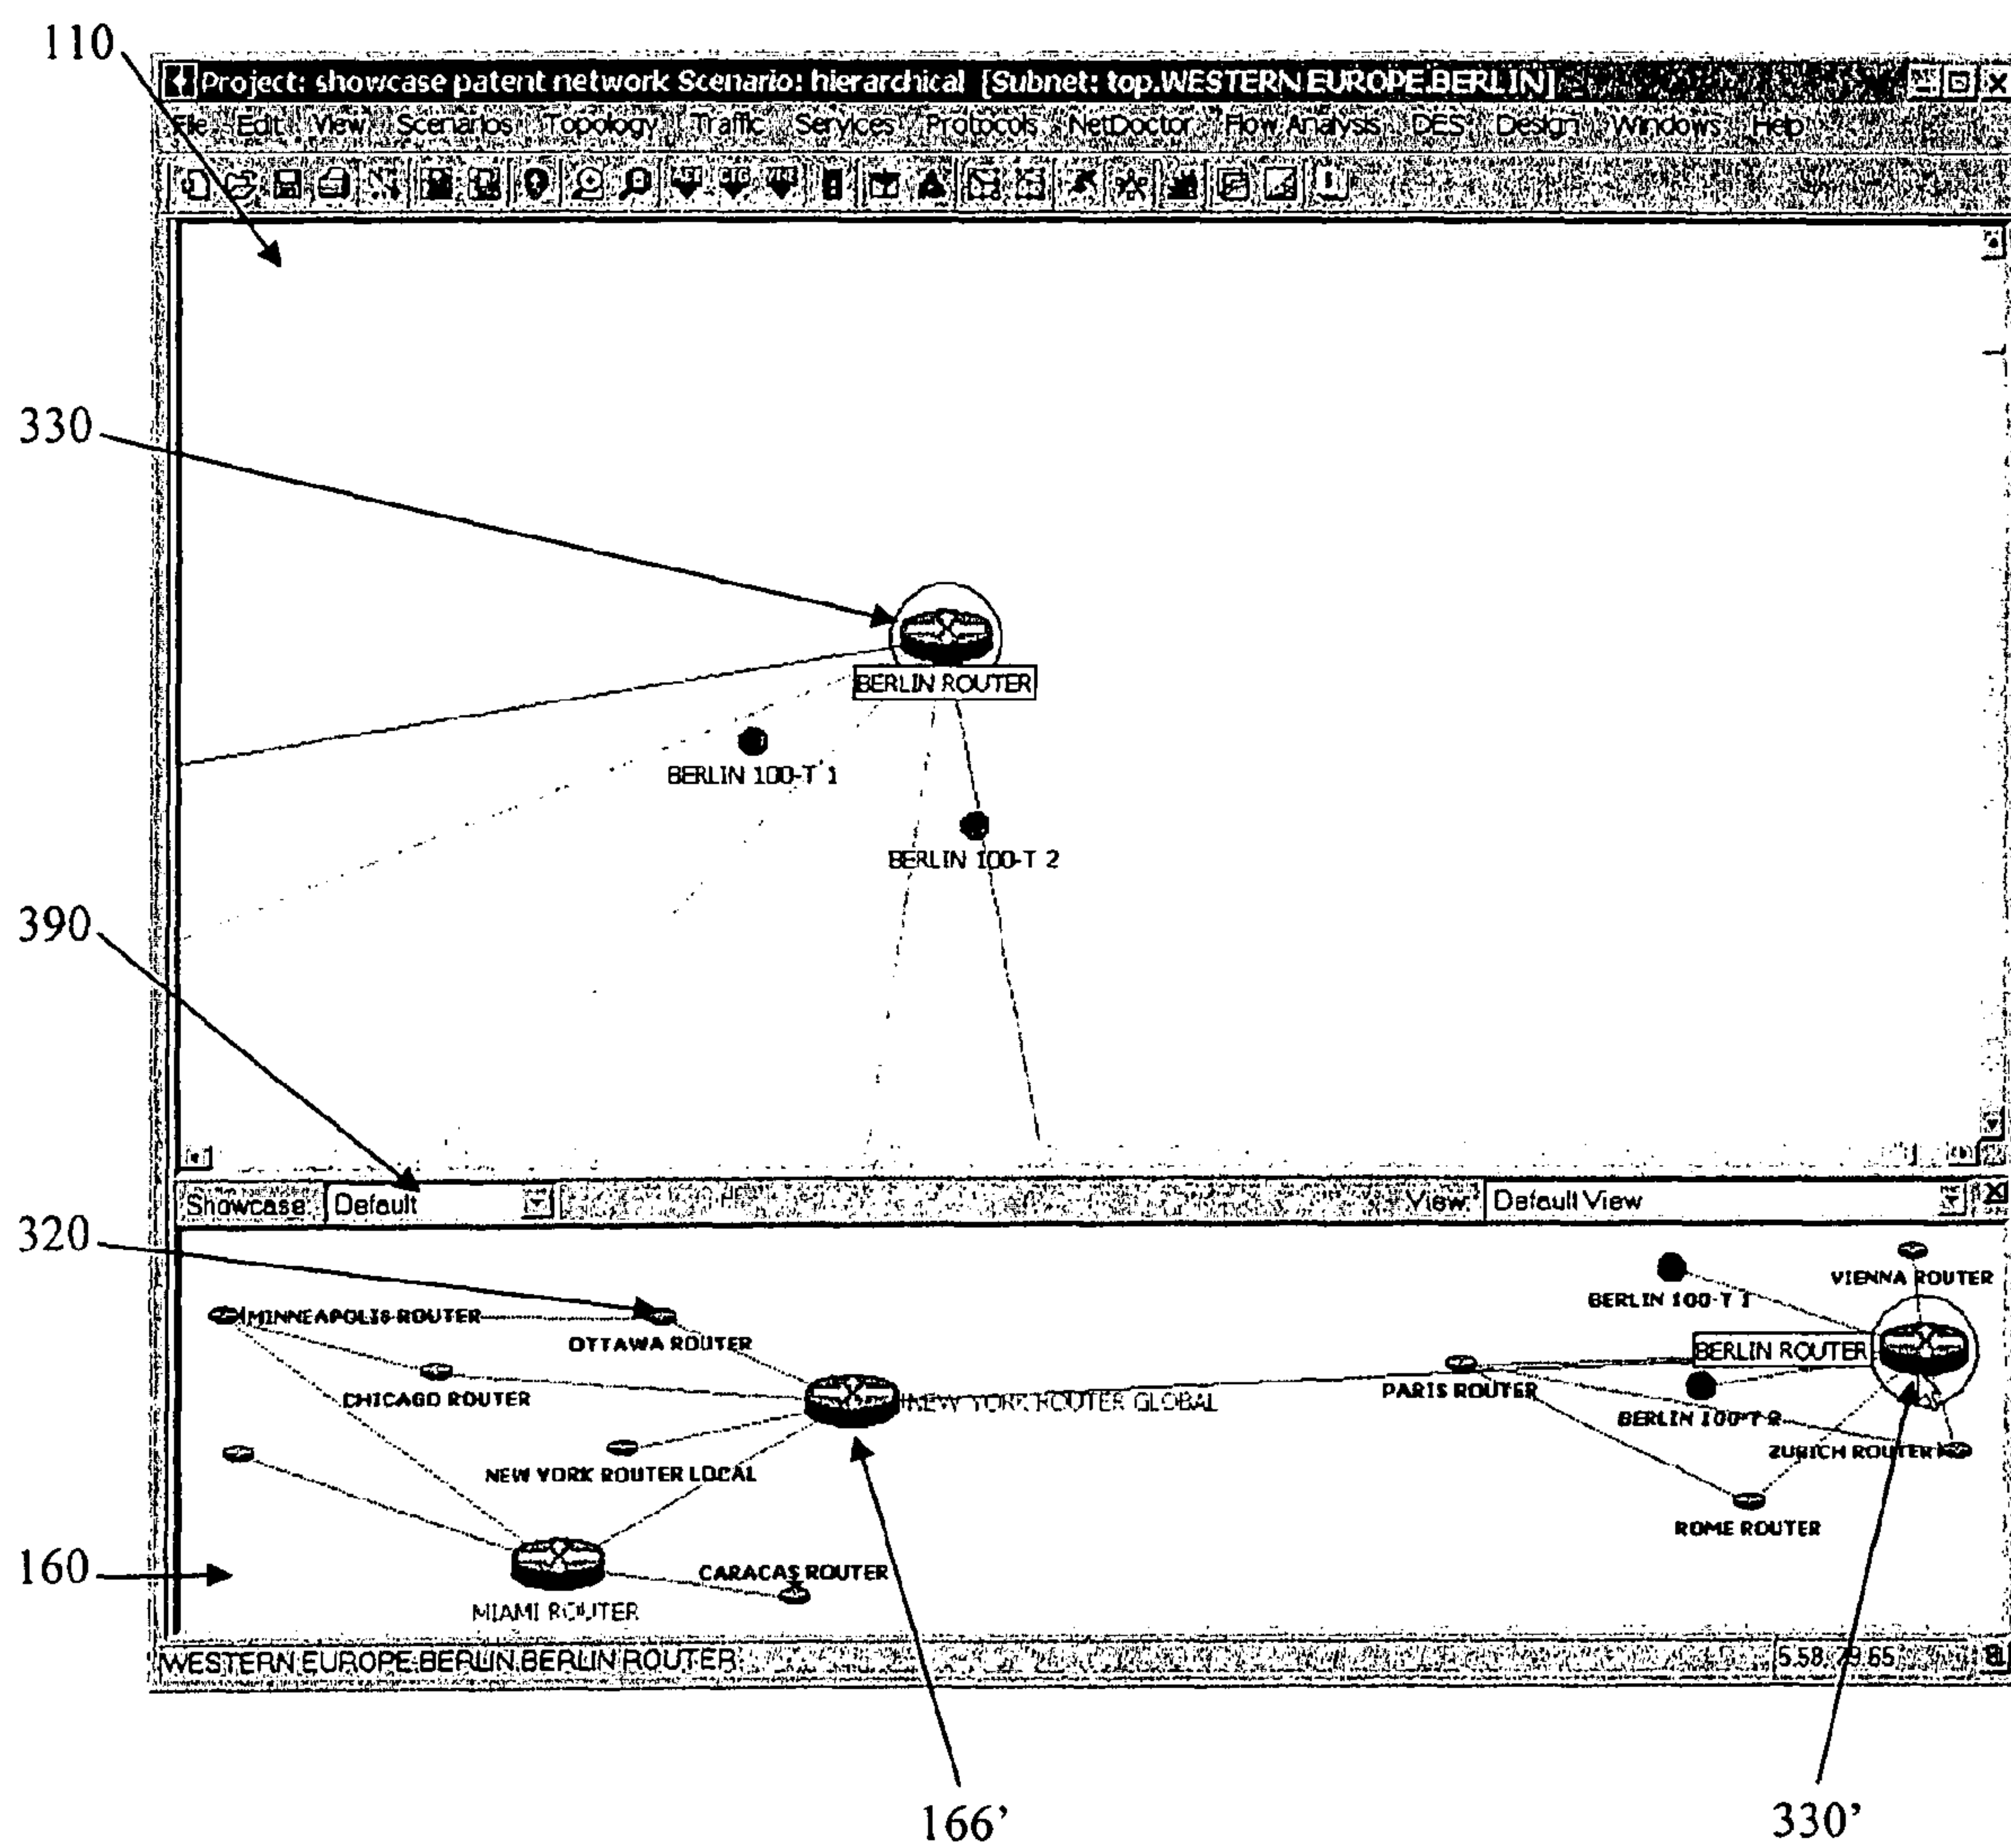 110
Project: showcase patent network Scenario: hierarchical [Subnet: top.WESTERN EUROPE.BERLIN]
File Edit View Scenarios Topology Traffic Services Protocols NetDoctor Flow Analysis DES Design Windows Help
330
BERLIN ROUTER
BERLIN 100-T 1
BERLIN 100-T 2
390
Showcase: Default View: Default View
320
VIENNA ROUTER
BERLIN 100-T 1
MINNEAPOLIS ROUTER
OTTAWA ROUTER
BERLIN ROUTER
CHICAGO ROUTER
NEW YORK ROUTER GLOBAL
PARIS ROUTER
BERLIN 100-T 2
ZURICH ROUTER
NEW YORK ROUTER LOCAL
ROME ROUTER
160
CARACAS ROUTER
MIAMI ROUTER
WESTERN EUROPE.BERLIN.BERLIN ROUTER
166'
330'